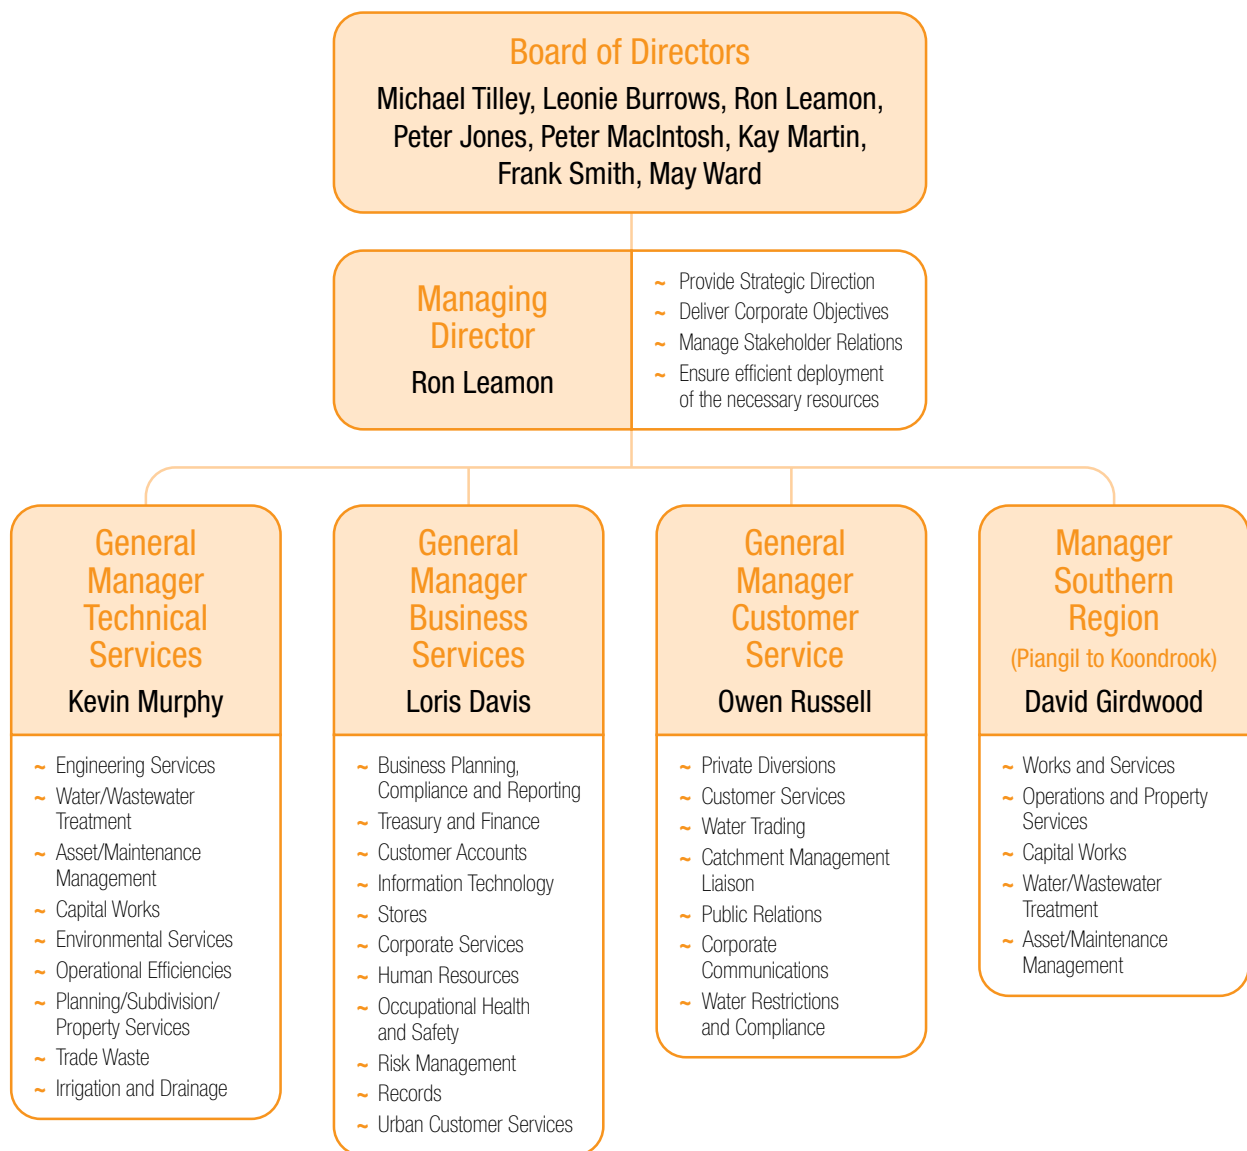 Board of Directors
Michael Tilley, Leonie Burrows, Ron Leamon,
Peter Jones, Peter MacIntosh, Kay Martin,
Frank Smith, May Ward
Managing
Director
Ron Leamon
~ Provide Strategic Direction
~ Deliver Corporate Objectives
~ Manage Stakeholder Relations
~ Ensure efficient deployment
of the necessary resources
General
Manager
Technical
Services
Kevin Murphy
~ Engineering Services
~ Water/Wastewater
Treatment
~ Asset/Maintenance
Management
~ Capital Works
~ Environmental Services
~ Operational Efficiencies
~ Planning/Subdivision/
Property Services
~ Trade Waste
~ Irrigation and Drainage
General
Manager
Business
Services
Loris Davis
~ Business Planning,
Compliance and Reporting
~ Treasury and Finance
~ Customer Accounts
~ Information Technology
~ Stores
~ Corporate Services
~ Human Resources
~ Occupational Health
and Safety
~ Risk Management
~ Records
~ Urban Customer Services
General
Manager
Customer
Service
Owen Russell
~ Private Diversions
~ Customer Services
~ Water Trading
~ Catchment Management
Liaison
~ Public Relations
~ Corporate
Communications
~ Water Restrictions
and Compliance
Manager
Southern
Region
(Piangil to Koondrook)
David Girdwood
~ Works and Services
~ Operations and Property
Services
~ Capital Works
~ Water/Wastewater
Treatment
~ Asset/Maintenance
Management